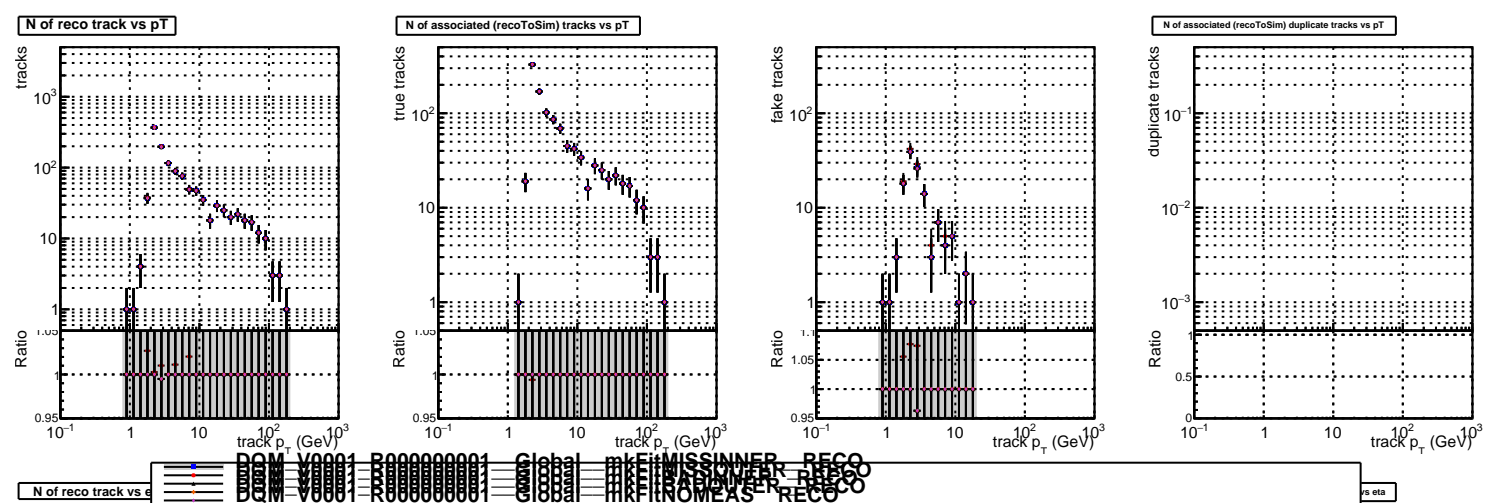 N of reco track vs pT
N of associated (recoToSim) tracks vs pT
N of associated (recoToSim) duplicate tracks vs pT
tracks
10³
10²
10
1
Ratio
1.05
1
0.95
10⁻¹ 1 10 10² 10³
track p_T (GeV)
true tracks
10²
10
1
Ratio
1.05
1
0.95
10⁻¹ 1 10 10² 10³
track p_T (GeV)
fake tracks
10²
10
1
Ratio
1.1
1.05
1
0.95
10⁻¹ 1 10 10² 10³
track p_T (GeV)
duplicate tracks
10⁻¹
10⁻²
10⁻³
Ratio
1
0.5
0
10⁻¹ 1 10 10² 10³
track p_T (GeV)
DQM_V0001_R000000001__Global__mkFitMISSINNER__RECO
DQM_V0001_R000000001__Global__mkFitNOMEAS__RECO
N of reco track vs e
vs eta